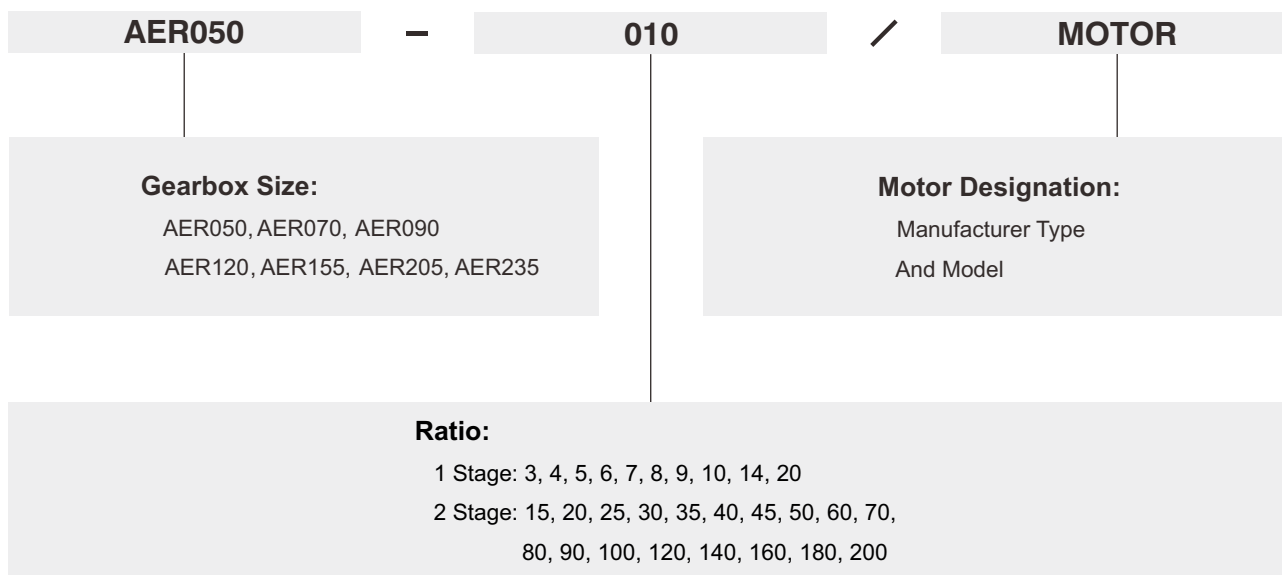 AER050 - 010 / MOTOR
Gearbox Size:
AER050, AER070, AER090
AER120, AER155, AER205, AER235
Motor Designation:
Manufacturer Type
And Model
Ratio:
1 Stage: 3, 4, 5, 6, 7, 8, 9, 10, 14, 20
2 Stage: 15, 20, 25, 30, 35, 40, 45, 50, 60, 70,
80, 90, 100, 120, 140, 160, 180, 200